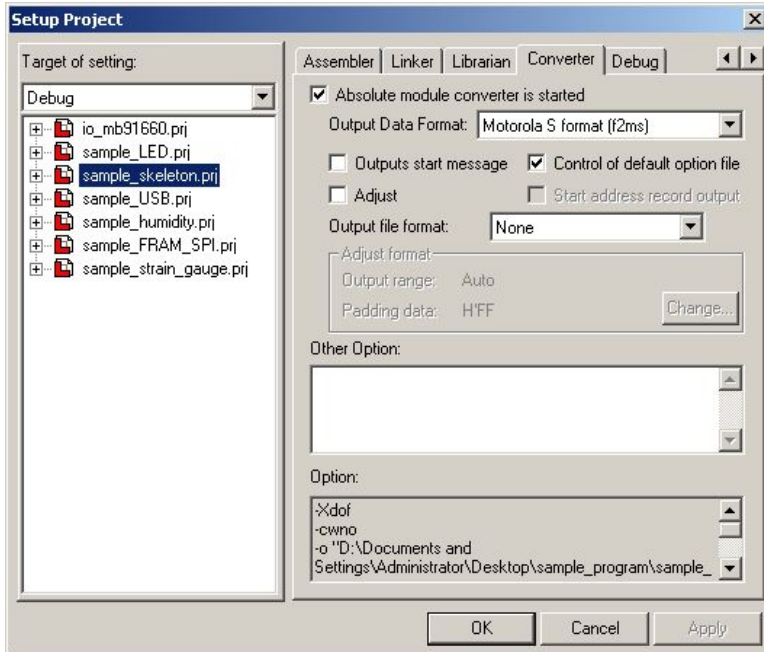 Setup Project
Target of setting:
Debug
io_mb91660.prj
sample_LED.prj
sample_skeleton.prj
sample_USB.prj
sample_humidity.prj
sample_FRAM_SPI.prj
sample_strain_gauge.prj
Assembler Linker Librarian Converter Debug
Absolute module converter is started
Output Data Format: Motorola S format (f2ms)
Outputs start message Control of default option file
Adjust Start address record output
Output file format: None
Adjust format
Output range: Auto
Padding data: H'FF Change...
Other Option:
Option:
-Xdof
-cwno
-o "D:\Documents and
Settings\Administrator\Desktop\sample_program\sample_
OK Cancel Apply